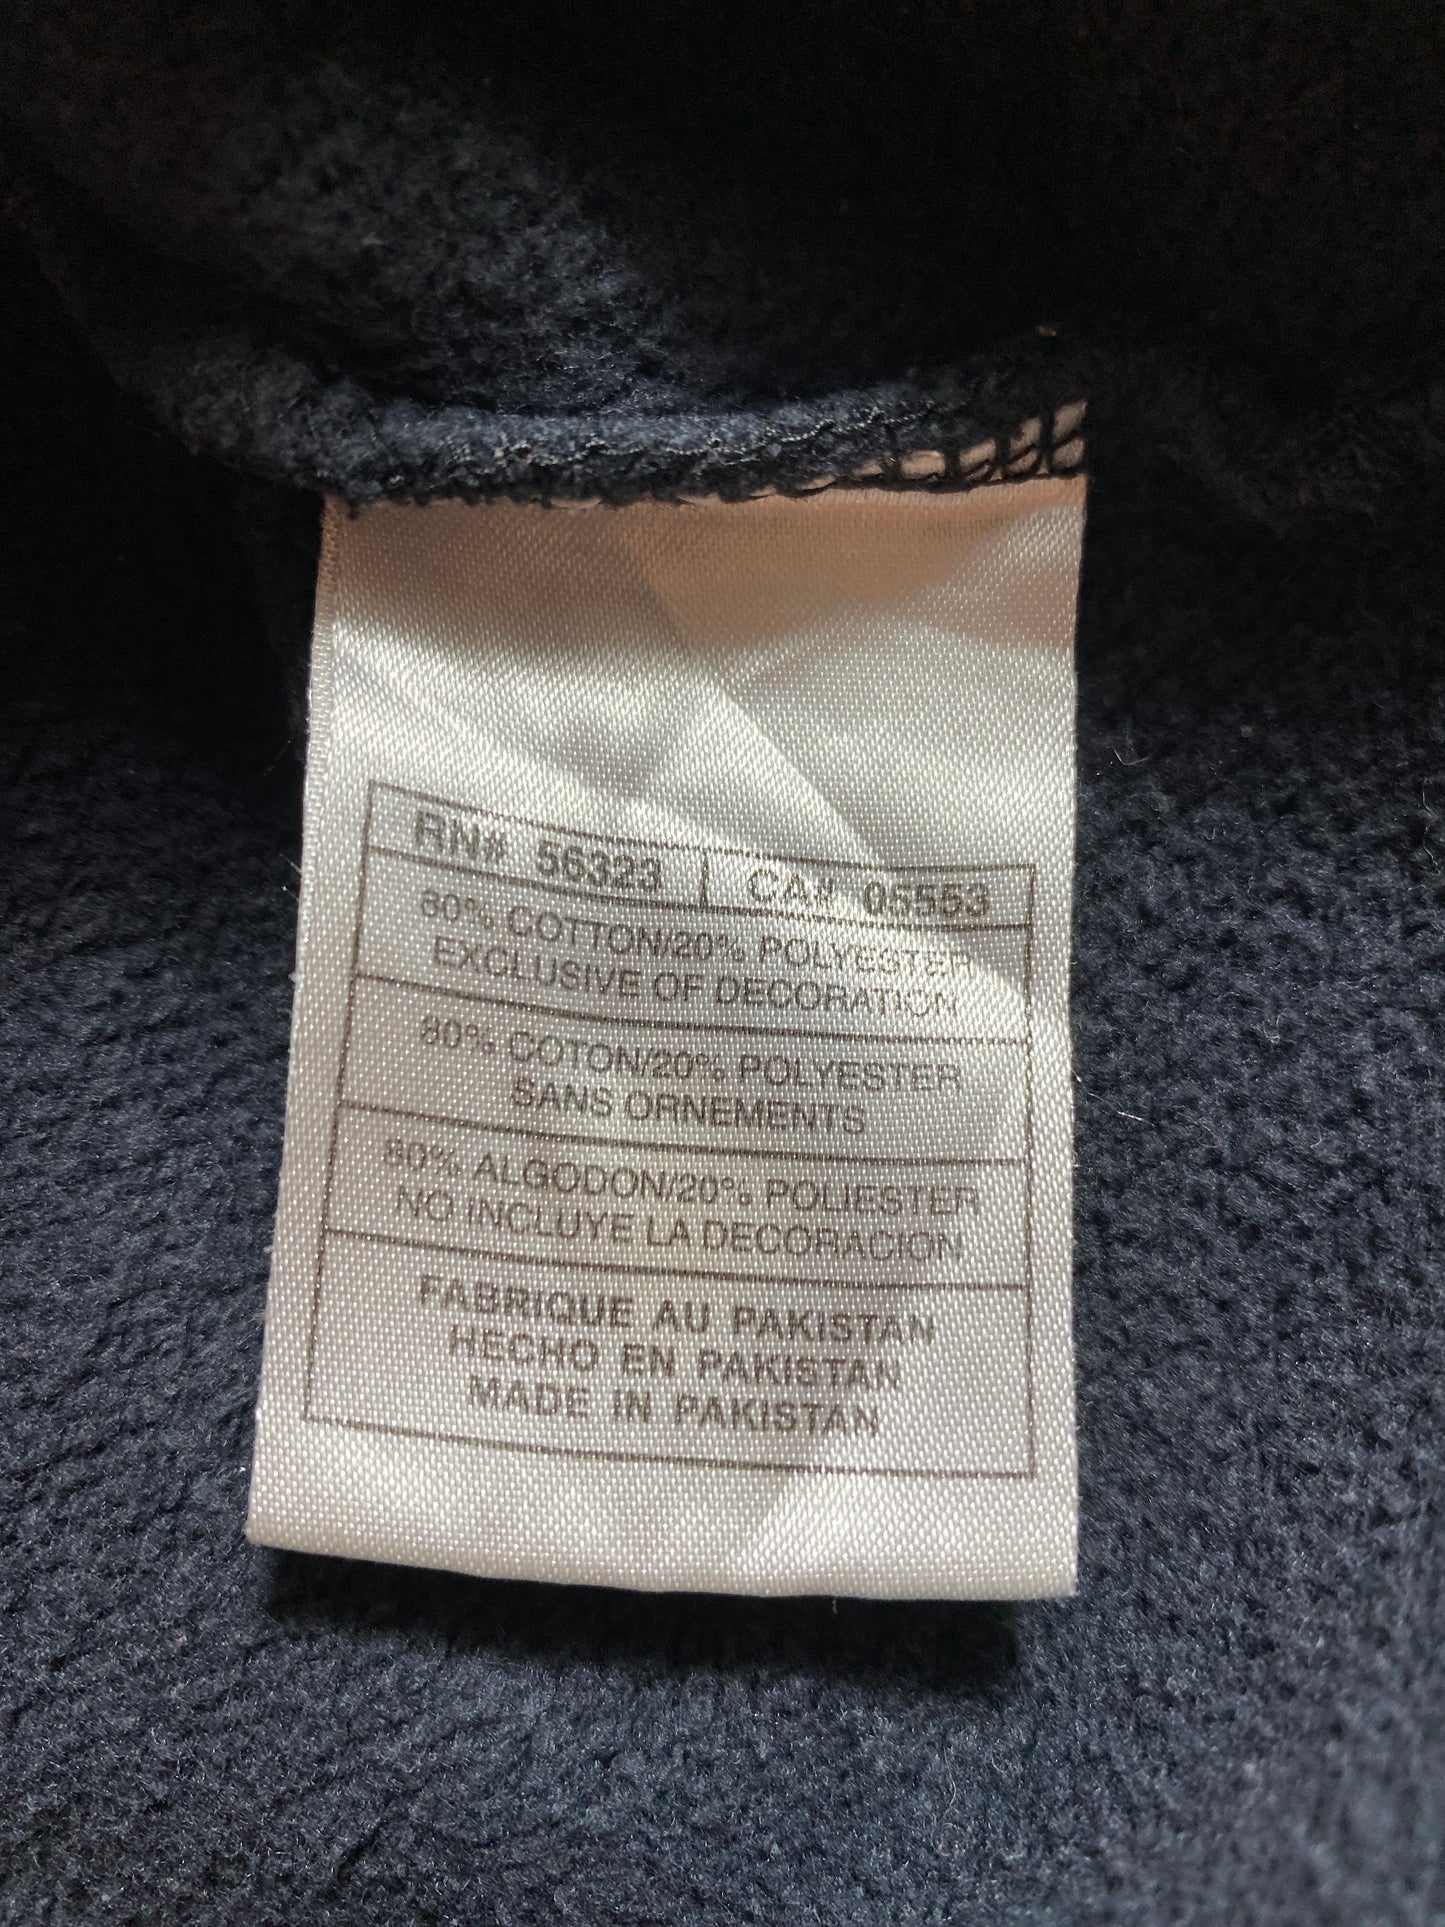 RN# 56323 | CA# 05553
80% COTTON/20% POLYESTER
EXCLUSIVE OF DECORATION
80% COTON/20% POLYESTER
SANS ORNEMENTS
80% ALGODON/20% POLIESTER
NO INCLUYE LA DECORACION
FABRIQUE AU PAKISTAN
HECHO EN PAKISTAN
MADE IN PAKISTAN